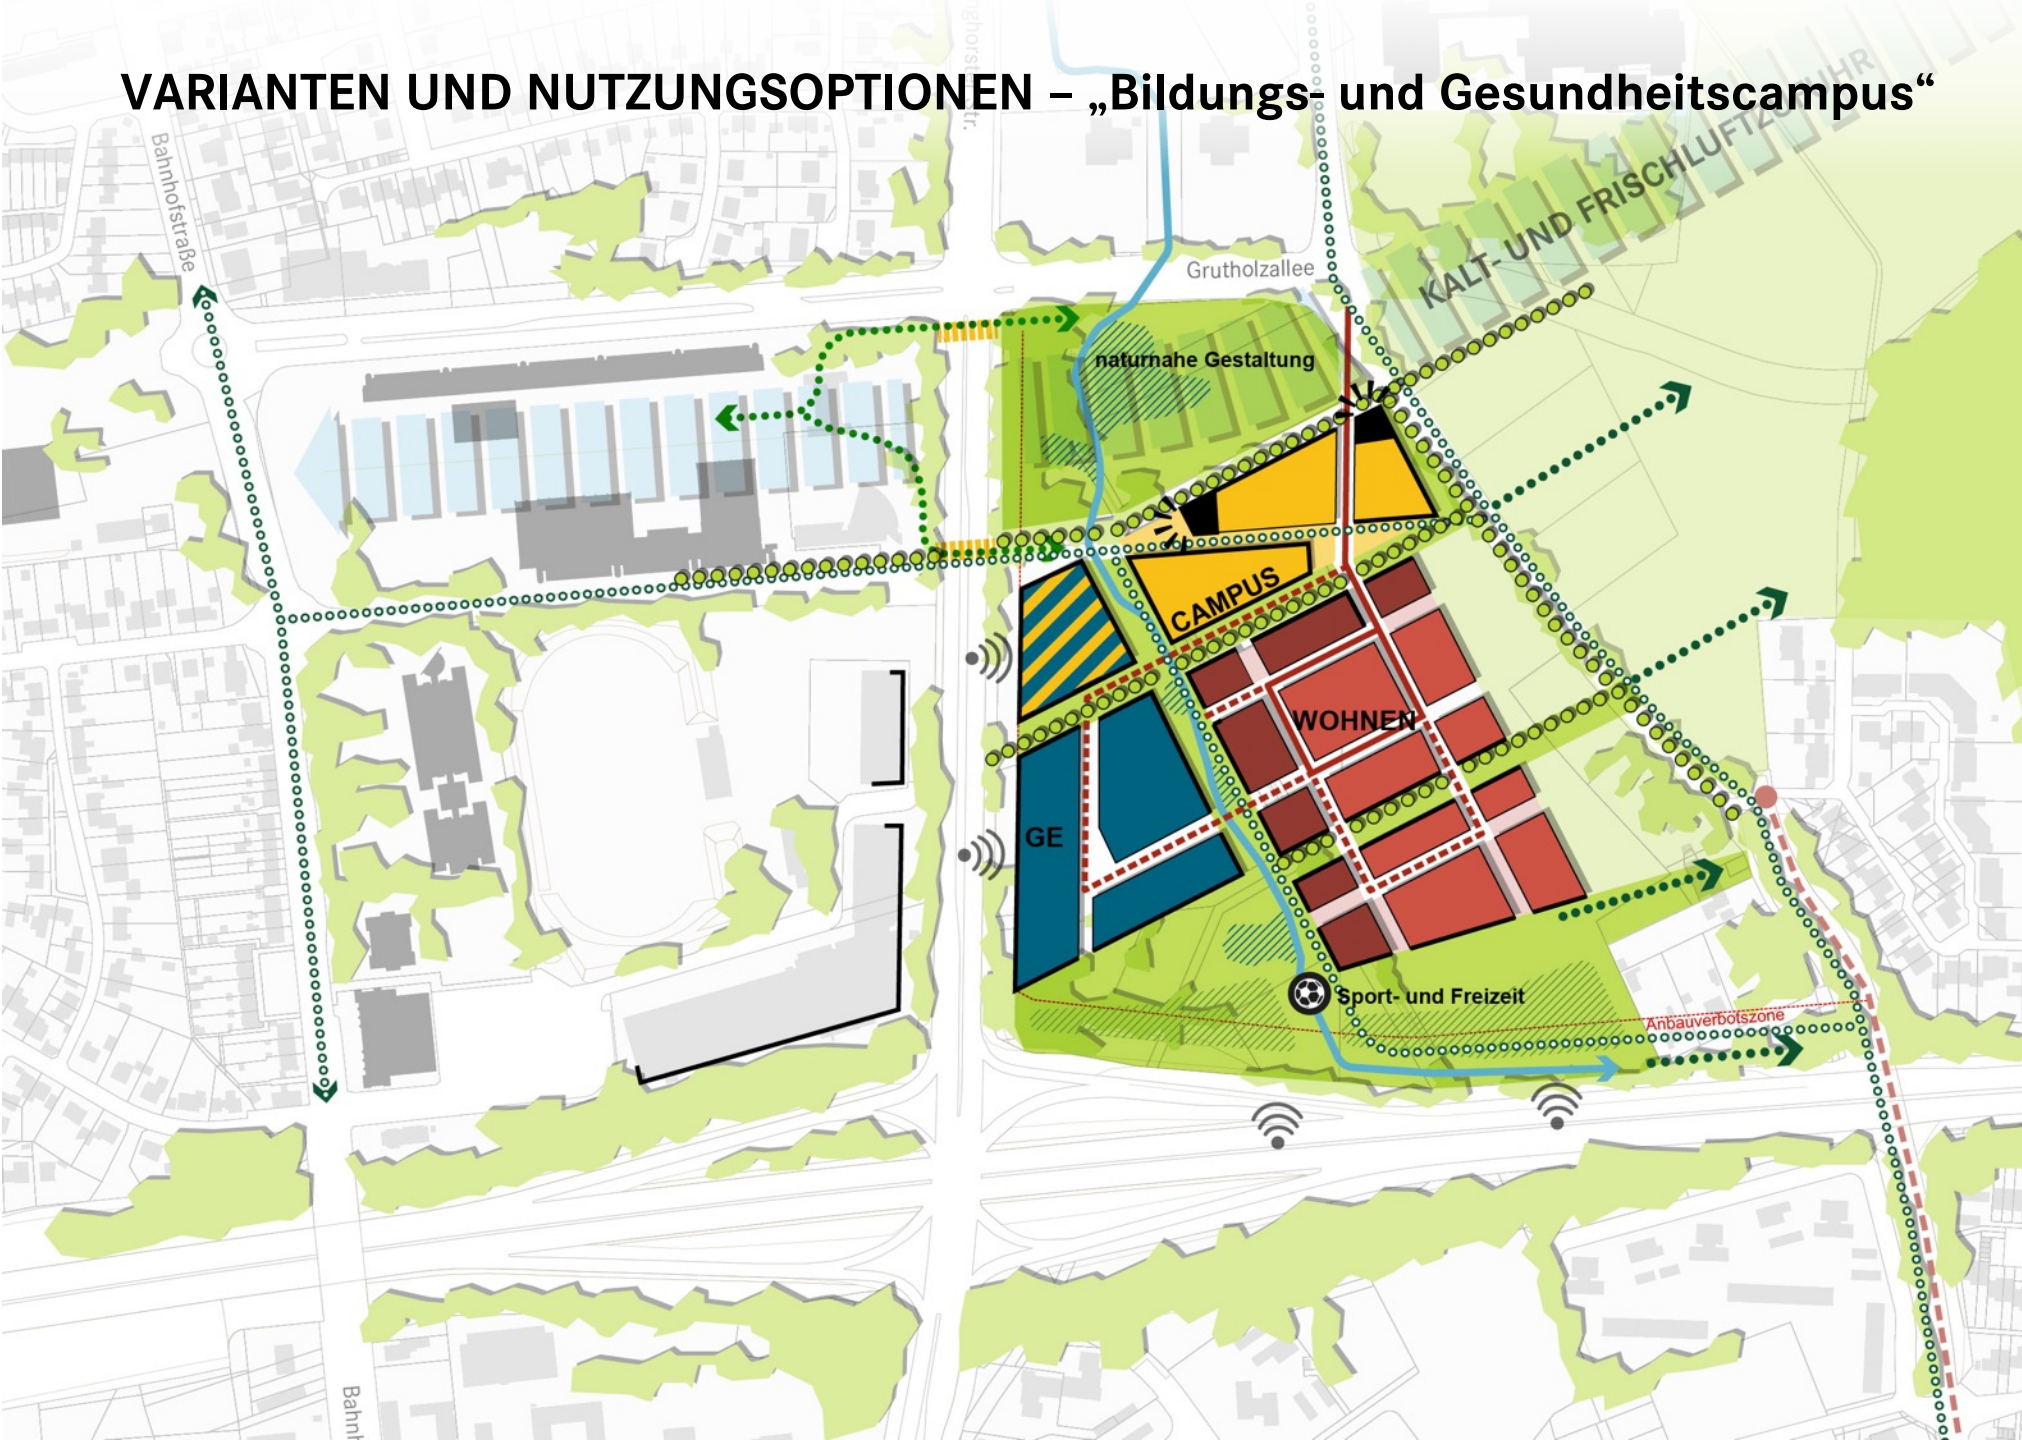 VARIANTEN UND NUTZUNGSOPTIONEN – „Bildungs- und Gesundheitscampus“
Bahnhofstraße
KALT- UND FRISCHLUFTZUFUHR
Grutholzallee
naturnahe Gestaltung
CAMPUS
WOHNEN
GE
Sport- und Freizeit
Anbauverbotszone